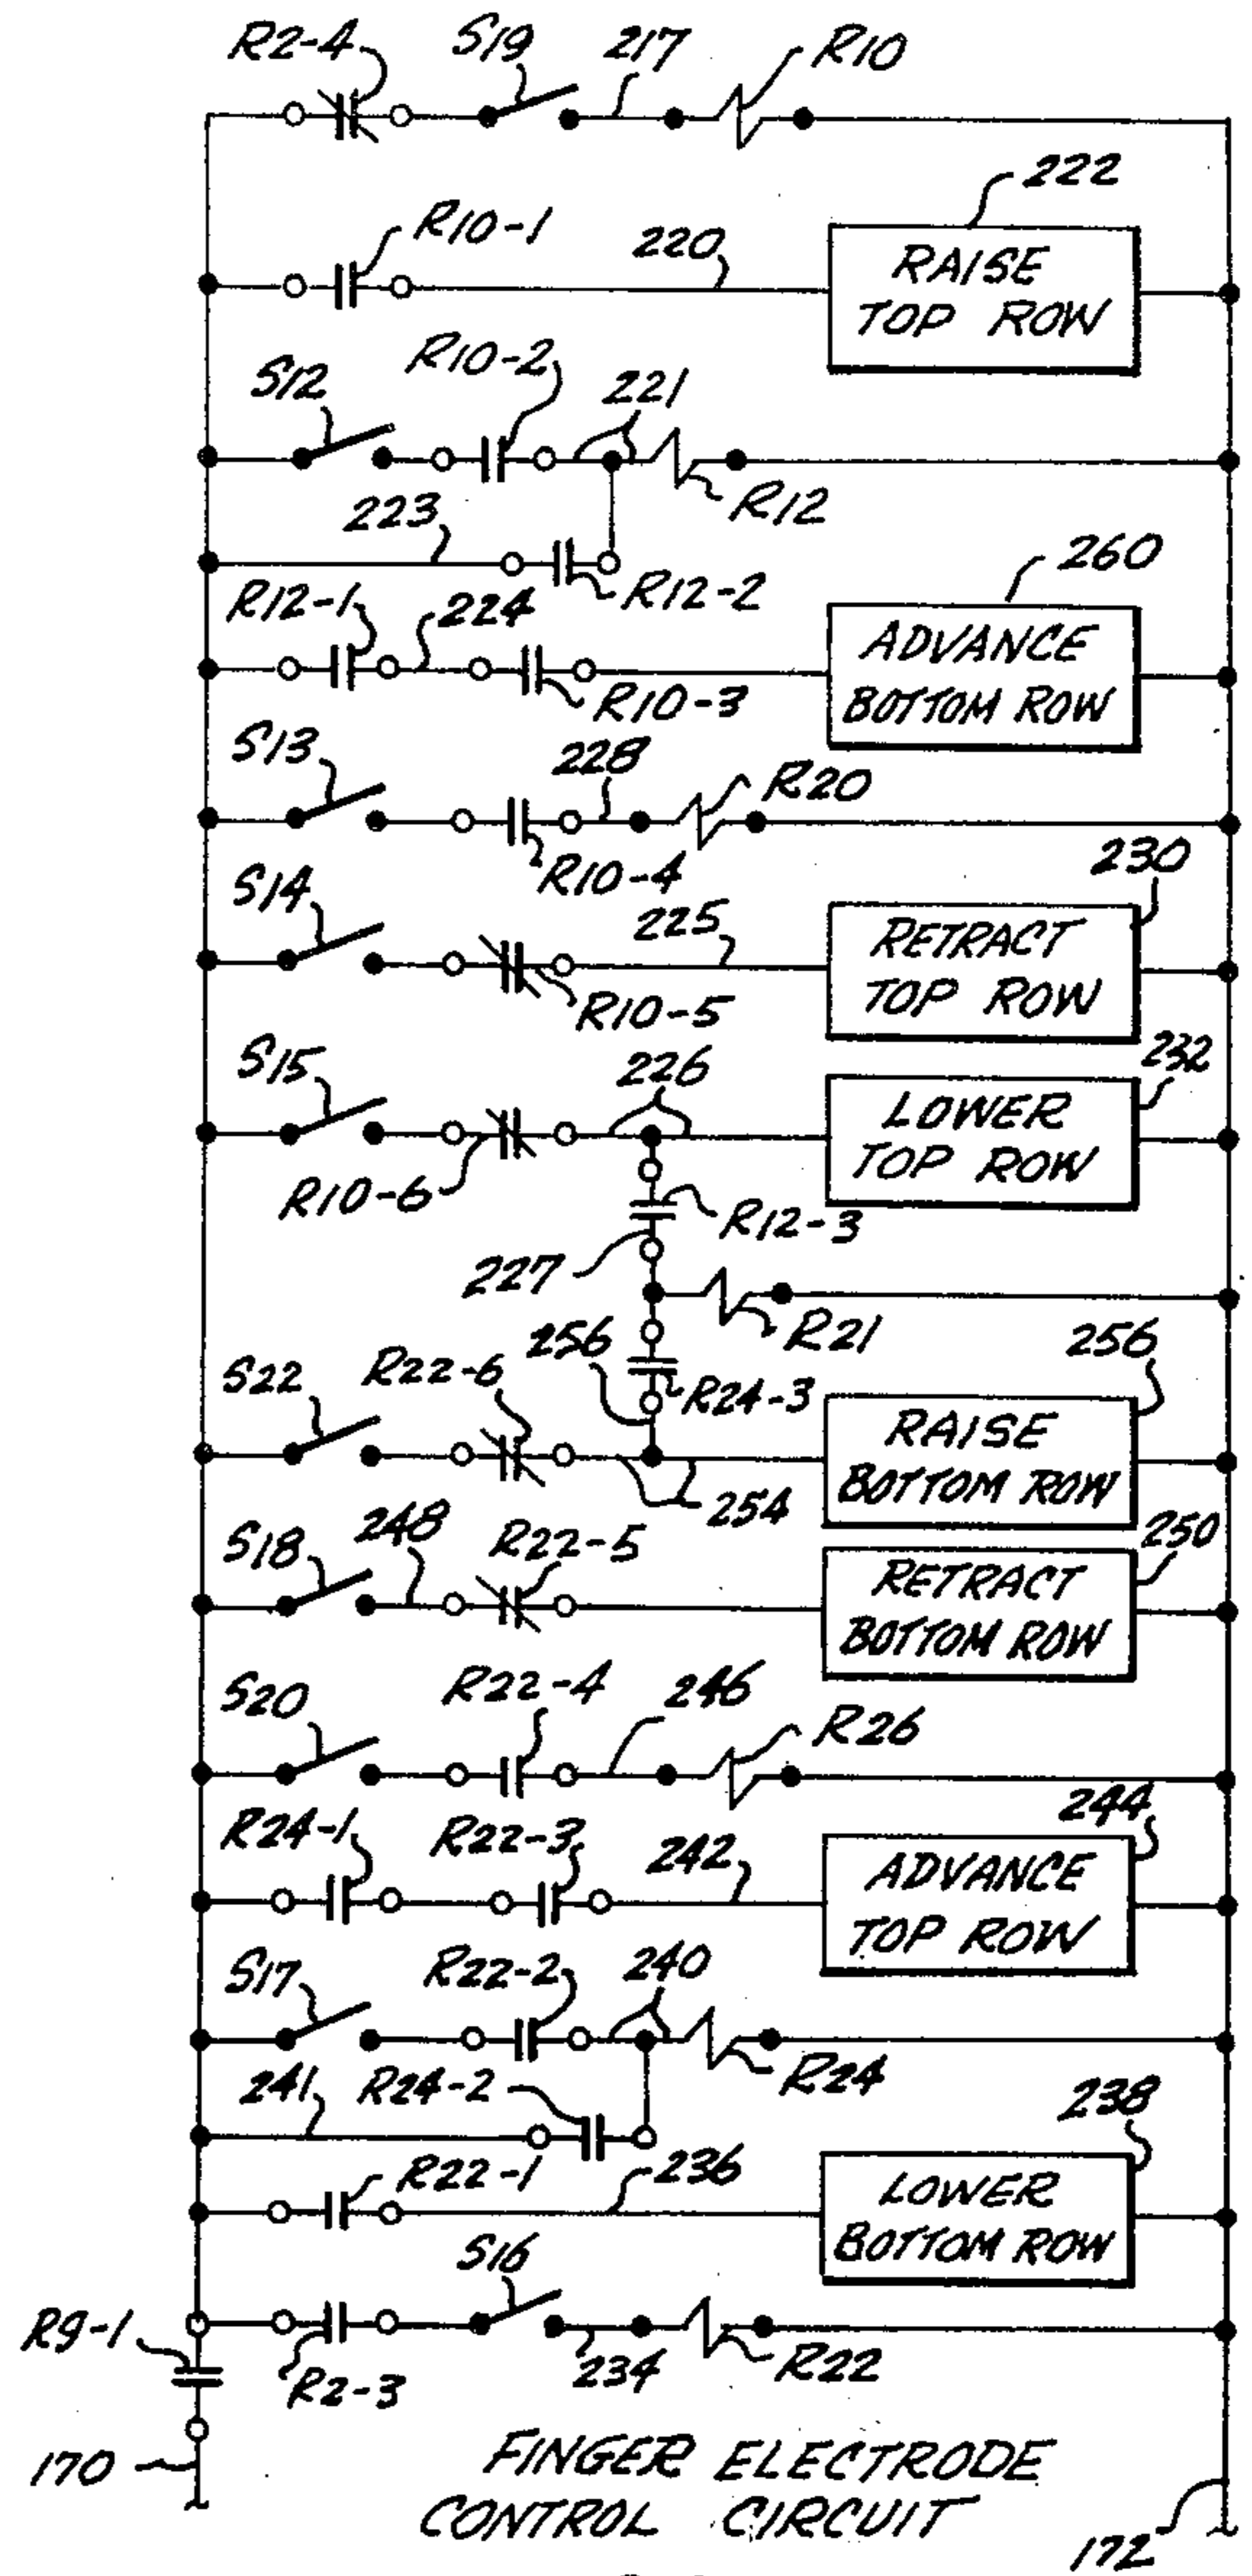 R2-4 S19 217 R10
222
R10-1 220 RAISE
TOP ROW
S12 R10-2 221
R12
223
R12-2
260
R12-1 224 ADVANCE
R10-3 BOTTOM ROW
S13 228 R20
R10-4
230
S14 225 RETRACT
R10-5 TOP ROW
232
S15 226 LOWER
R10-6 TOP ROW
R12-3
227
R21
256 256
S22 R22-6 R24-3 RAISE
BOTTOM ROW
254
250
S18 248 R22-5 RETRACT
BOTTOM ROW
S20 R22-4 246 R26
244
R24-1 R22-3 242 ADVANCE
TOP ROW
S17 R22-2 240
R24
241 R24-2
238
R22-1 236 LOWER
BOTTOM ROW
S16
R9-1 R2-3 234 R22
170
FINGER ELECTRODE
CONTROL CIRCUIT
172